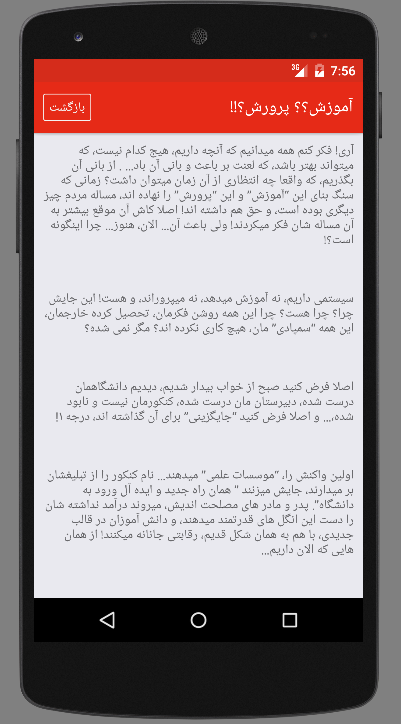 3G 7:56
آموزش؟؟ پرورش؟!!
بازگشت
آری! فکر کنم همه میدانیم که آنچه داریم، هیچ کدام نیست، که
میتواند بهتر باشد، که لعنت بر باعث و بانی آن باد... . از بانی آن
بگذریم، که واقعا چه انتظاری از آن زمان میتوان داشت؟ زمانی که
سنگ بنای این "آموزش" و این "پرورش" را نهاده اند، مساله مردم چیز
دیگری بوده است، و حق هم داشته اند! اصلا کاش آن موقع بیشتر به
آن مساله شان فکر میکردند! ولی باعث آن... الان، هنوز... چرا اینگونه
است؟!
سیستمی داریم، نه آموزش میدهد، نه میپروراند، و هست! این جایش
چرا؟ چرا هست؟ چرا این همه روشن فکرمان، تحصیل کرده خارجمان،
این همه "سمپادی" مان، هیچ کاری نکرده اند؟ مگر نمی شده؟
اصلا فرض کنید صبح از خواب بیدار شدیم، دیدیم دانشگاهمان
درست شده، دبیرستان مان درست شده، کنکورمان نیست و نابود
شده،... و اصلا فرض کنید "جایگزینی" برای آن گذاشته اند، درجه ۱!
اولین واکنش را، "موسسات علمی" میدهند... نام کنکور را از تبلیغشان
بر میدارند، جایش میزنند " همان راه جدید و ایده آل ورود به
دانشگاه". پدر و مادر های مصلحت اندیش، میروند درآمد نداشته شان
را دست این انگل های قدرتمند میدهند، و دانش آموزان در قالب
جدیدی، با هم به همان شکل قدیم، رقابتی جانانه میکنند! از همان
هایی که الان داریم...